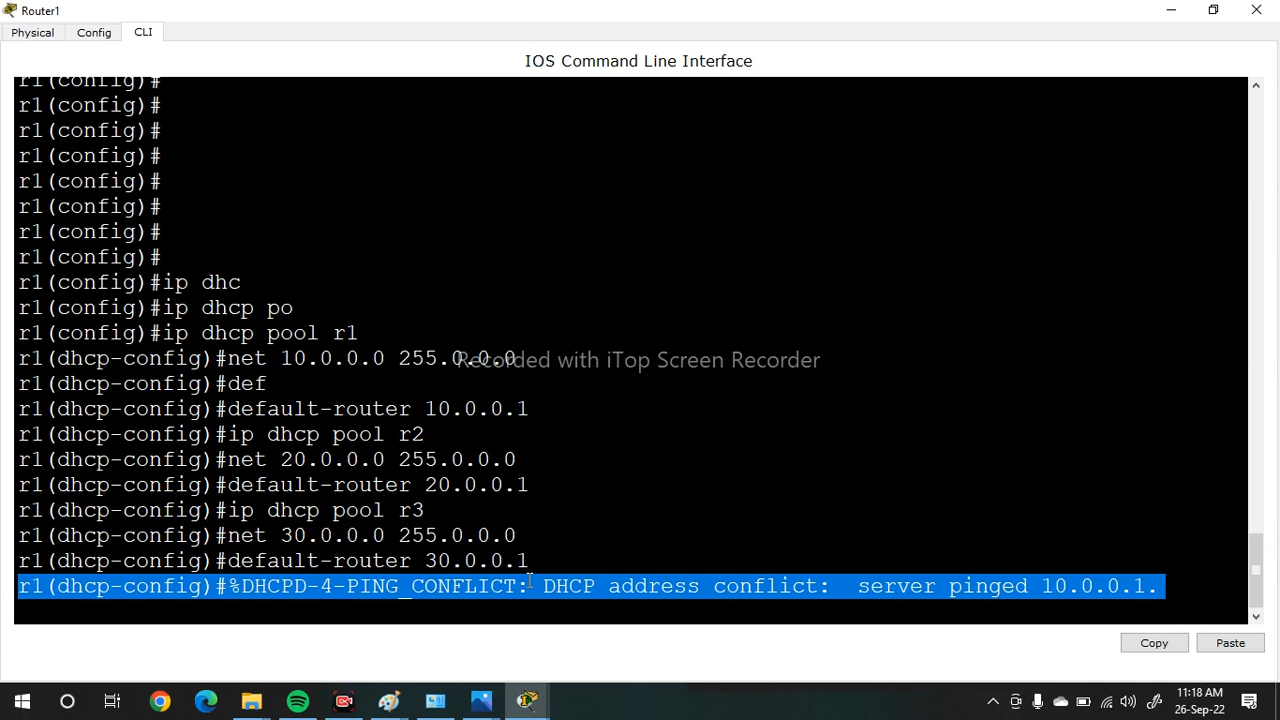 Router1
Physical Config CLI
IOS Command Line Interface
r1(config)#
r1(config)#
r1(config)#
r1(config)#
r1(config)#
r1(config)#
r1(config)#
r1(config)#
r1(config)#ip dhc
r1(config)#ip dhcp po
r1(config)#ip dhcp pool r1
r1(dhcp-config)#net 10.0.0.0 255.0.0.0
Recorded with iTop Screen Recorder
r1(dhcp-config)#def
r1(dhcp-config)#default-router 10.0.0.1
r1(dhcp-config)#ip dhcp pool r2
r1(dhcp-config)#net 20.0.0.0 255.0.0.0
r1(dhcp-config)#default-router 20.0.0.1
r1(dhcp-config)#ip dhcp pool r3
r1(dhcp-config)#net 30.0.0.0 255.0.0.0
r1(dhcp-config)#default-router 30.0.0.1
r1(dhcp-config)#%DHCPD-4-PING_CONFLICT: DHCP address conflict:  server pinged 10.0.0.1.
Copy Paste
11:18 AM
26-Sep-22